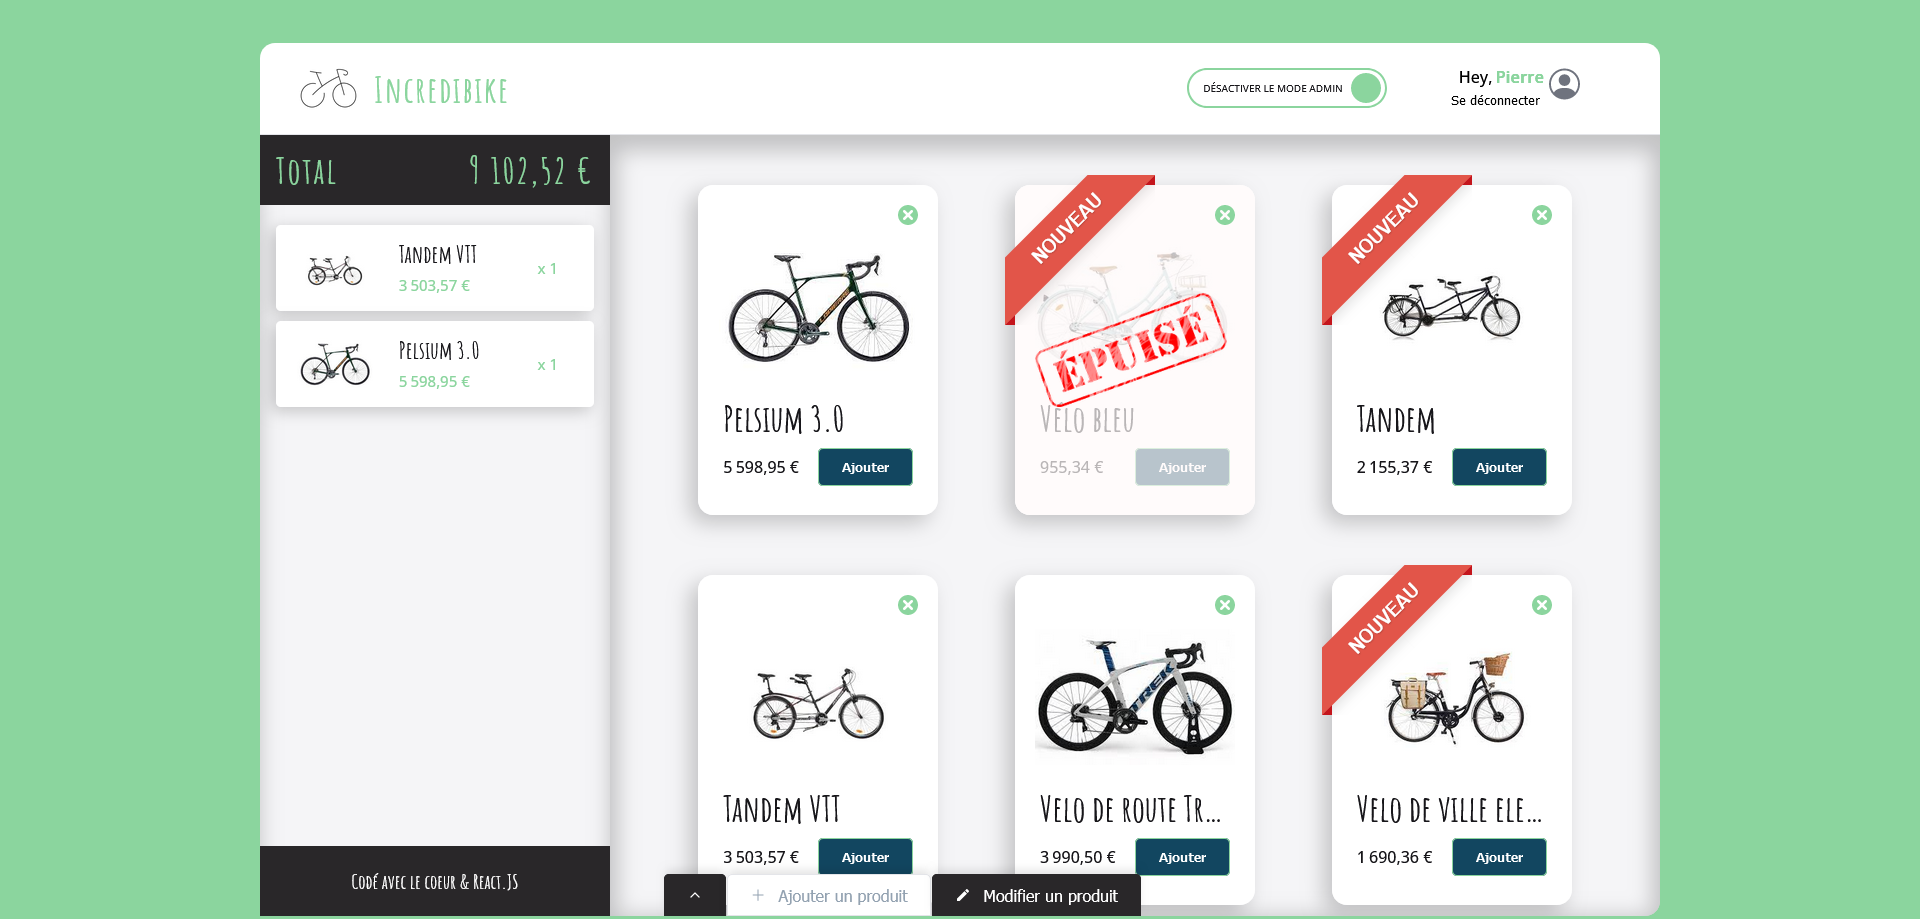 Incredibike
DÉSACTIVER LE MODE ADMIN
Hey, Pierre
Se déconnecter
Total 9 102,52 €
Tandem VTT
3 503,57 €
x 1
Pelsium 3.0
5 598,95 €
x 1
Codé avec le coeur & React.JS
Pelsium 3.0
5 598,95 € Ajouter
NOUVEAU
ÉPUISÉ
Velo bleu
955,34 € Ajouter
NOUVEAU
Tandem
2 155,37 € Ajouter
Tandem VTT
3 503,57 € Ajouter
TREK
Velo de route Tr...
3 990,50 € Ajouter
NOUVEAU
Velo de ville ele...
1 690,36 € Ajouter
Ajouter un produit
Modifier un produit